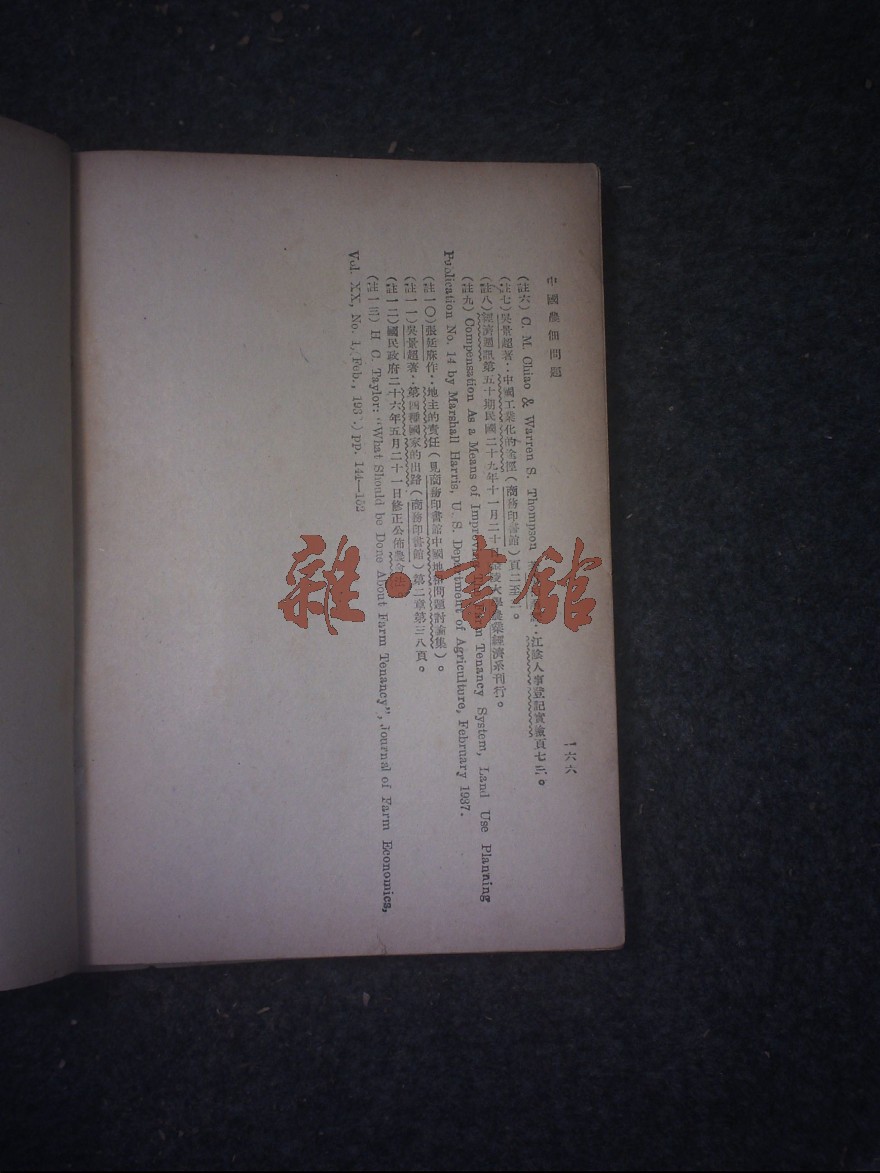 中國農佃問題
一六六
(註六) C. M. Chiao & Warren S. Thompson 江陰人事登記實驗頁七三。
(註七)吳景超著:中國工業化的途徑(商務印書館)頁二至三。
(註八)經濟週訊第五十期民國二十九年十一月二十 大學農業經濟系刊行。
(註九) Compensation As a Means of Improving The Farm Tenancy System, Land Use Planning
Publication No. 14 by Marshall Harris, U. S. Department of Agriculture, February 1937.
(註一〇)張廷休作:地主的責任(見商務印書館中國地租問題討論集)。
(註一一)吳景超著:第四種國家的出路(商務印書館)第二章第三八頁。
(註一二)國民政府二十六年五月二十一日修正公佈農會法
(註一三) H. C. Taylor: "What Should be Done About Farm Tenancy", Journal of Farm Economics,
Vol. XX, No. 1, Feb., 193 ) pp. 144—152
雜·書館